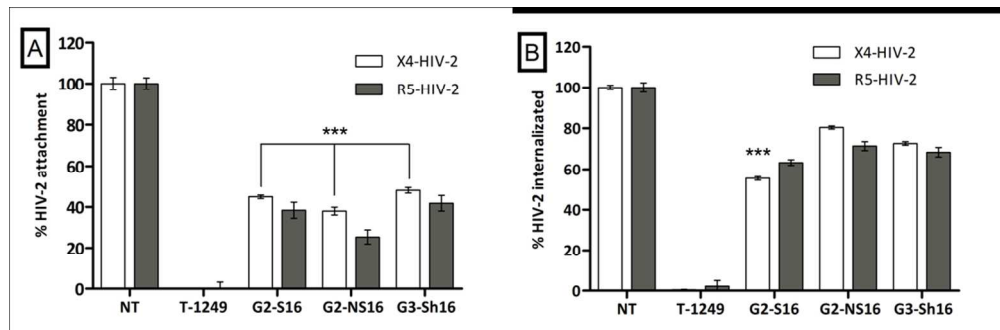 A
120
100
80
60
40
20
0
% HIV-2 attachment
X4-HIV-2
R5-HIV-2
***
NT T-1249 G2-S16 G2-NS16 G3-Sh16
B
120
100
80
60
40
20
0
% HIV-2 internalizated
X4-HIV-2
R5-HIV-2
***
NT T-1249 G2-S16 G2-NS16 G3-Sh16